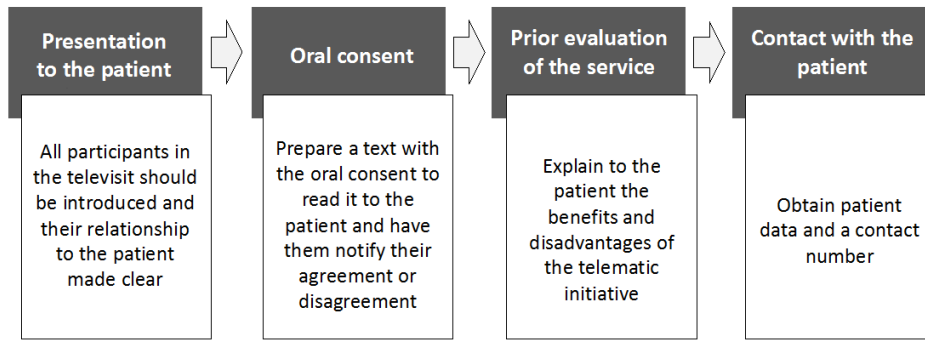 Presentation
to the patient
All participants in
the televisit should
be introduced and
their relationship
to the patient
made clear
Oral consent
Prepare a text with
the oral consent to
read it to the
patient and have
them notify their
agreement or
disagreement
Prior evaluation
of the service
Explain to the
patient the
benefits and
disadvantages of
the telematic
initiative
Contact with the
patient
Obtain patient
data and a contact
number